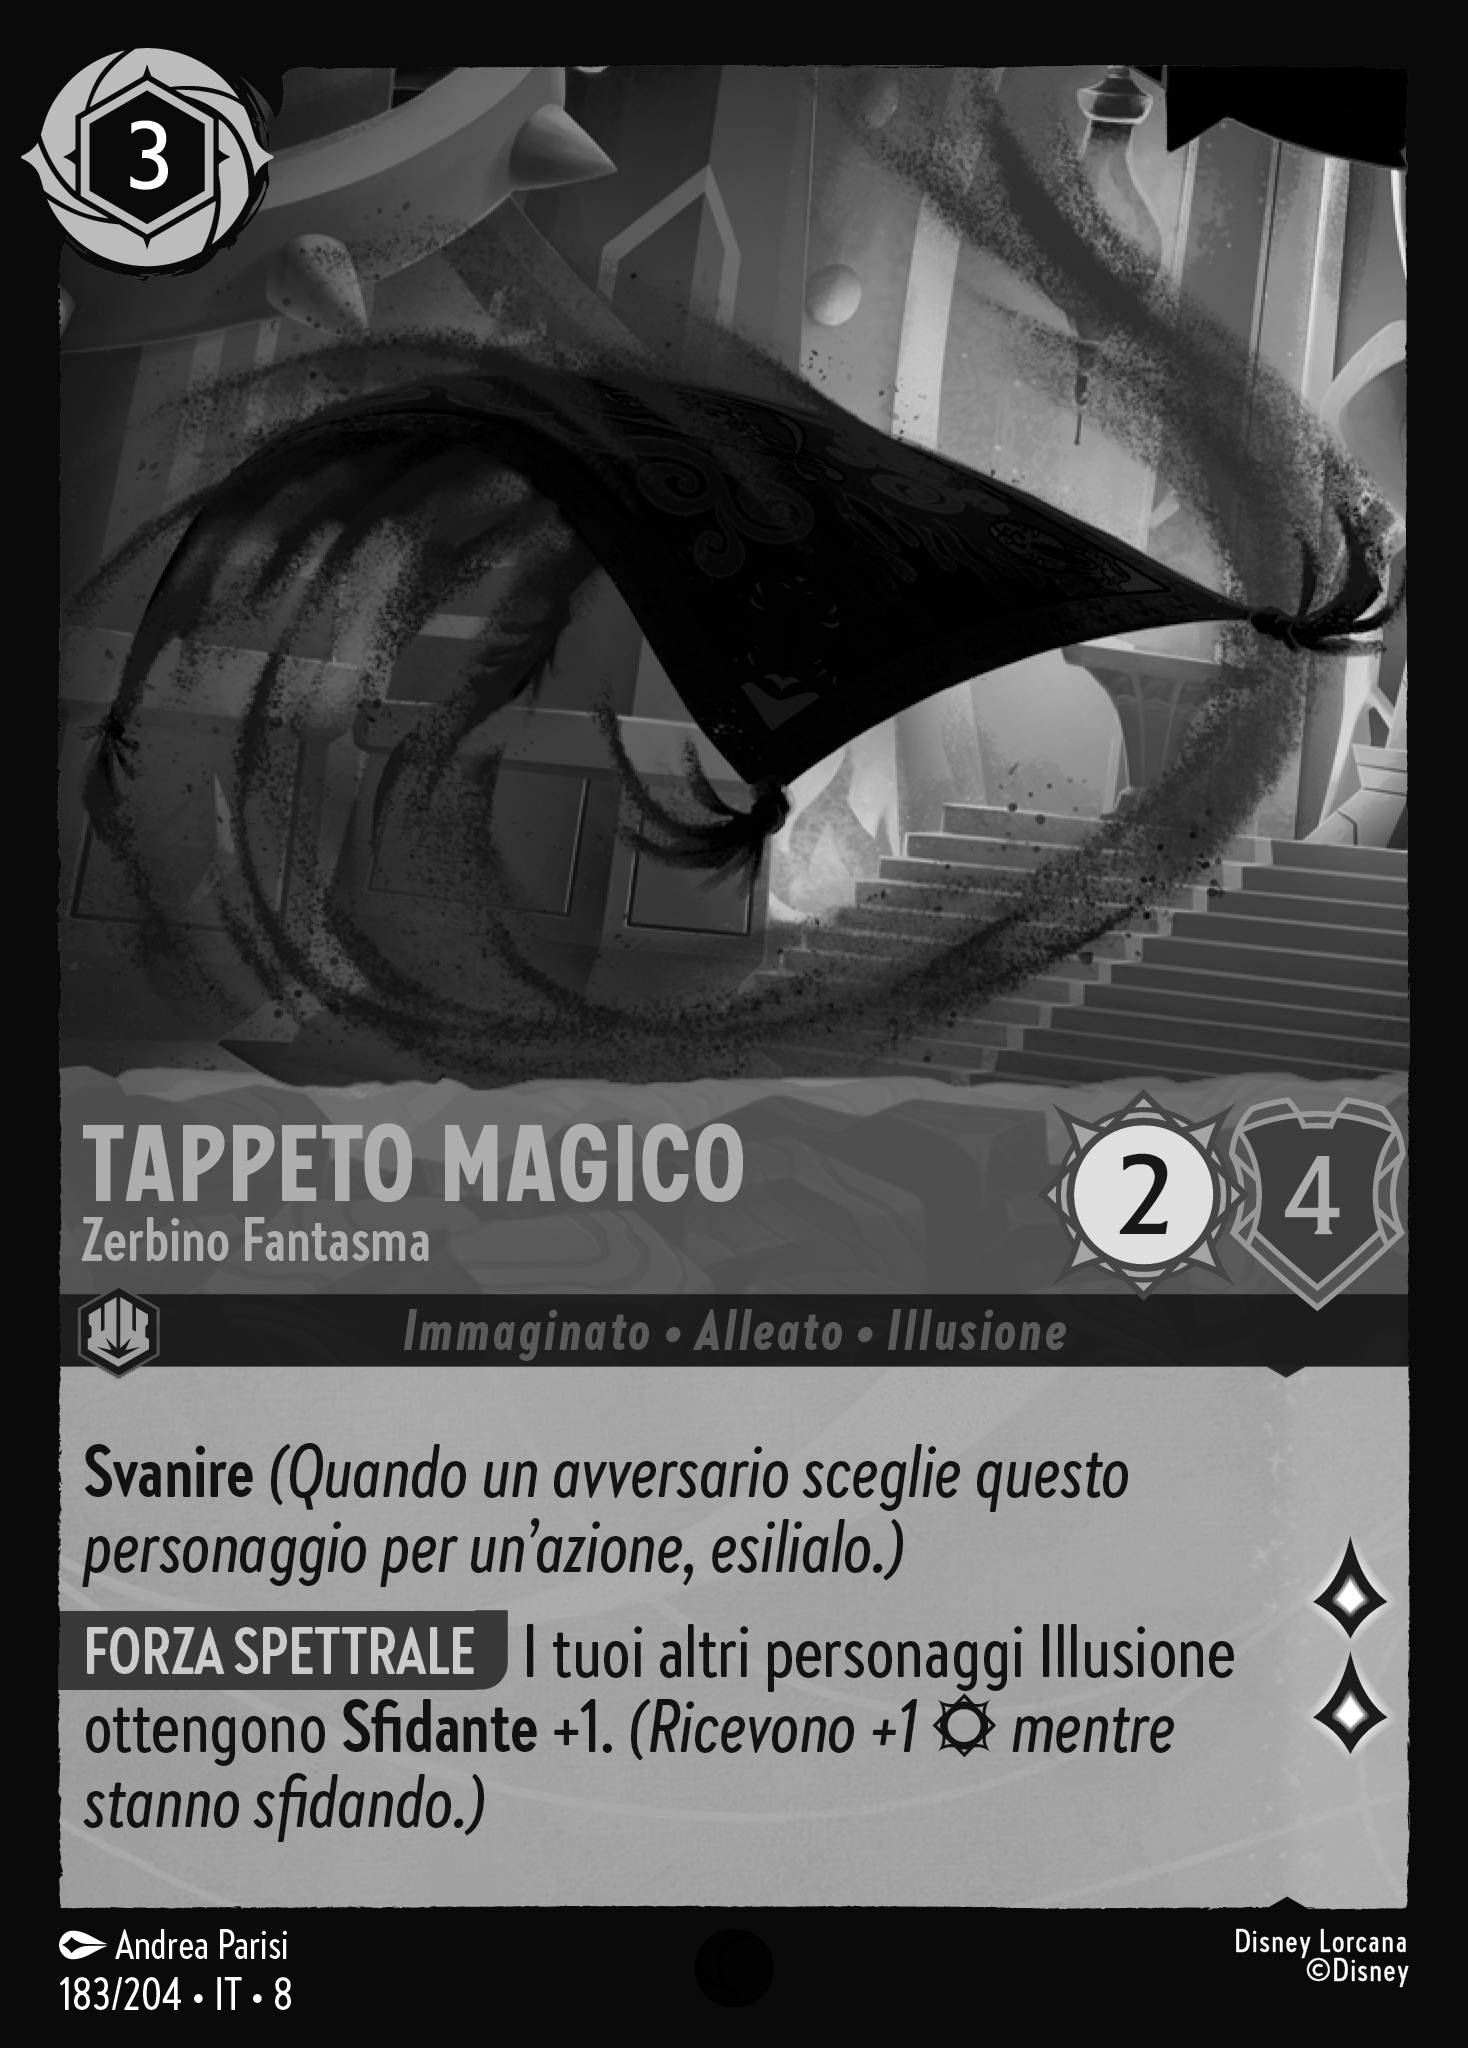 3
TAPPETO MAGICO
Zerbino Fantasma
2
4
Immaginato • Alleato • Illusione
Svanire (Quando un avversario sceglie questo
personaggio per un'azione, esilialo.)
FORZA SPETTRALE I tuoi altri personaggi Illusione
ottengono Sfidante +1. (Ricevono +1 mentre
stanno sfidando.)
Andrea Parisi
183/204 • IT • 8
Disney Lorcana
©Disney